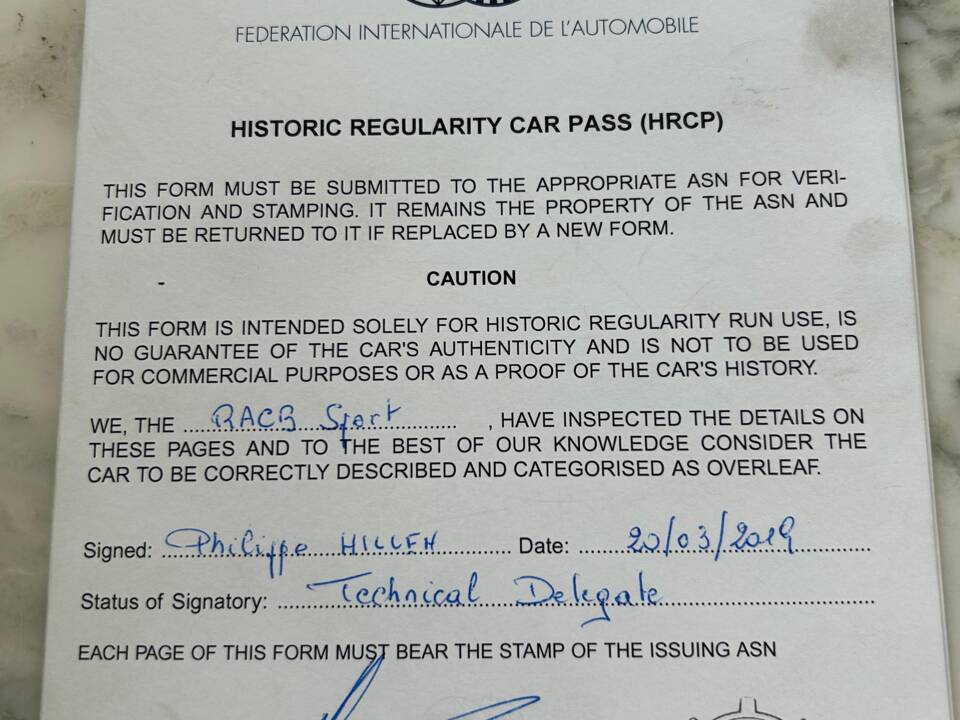 FEDERATION INTERNATIONALE DE L'AUTOMOBILE
HISTORIC REGULARITY CAR PASS (HRCP)
THIS FORM MUST BE SUBMITTED TO THE APPROPRIATE ASN FOR VERI-
FICATION AND STAMPING. IT REMAINS THE PROPERTY OF THE ASN AND
MUST BE RETURNED TO IT IF REPLACED BY A NEW FORM.
CAUTION
THIS FORM IS INTENDED SOLELY FOR HISTORIC REGULARITY RUN USE, IS
NO GUARANTEE OF THE CAR'S AUTHENTICITY AND IS NOT TO BE USED
FOR COMMERCIAL PURPOSES OR AS A PROOF OF THE CAR'S HISTORY.
WE, THE RACB Sport, HAVE INSPECTED THE DETAILS ON
THESE PAGES AND TO THE BEST OF OUR KNOWLEDGE CONSIDER THE
CAR TO BE CORRECTLY DESCRIBED AND CATEGORISED AS OVERLEAF.
Signed: Philippe HILLEN Date: 20/03/2019
Status of Signatory: Technical Delegate
EACH PAGE OF THIS FORM MUST BEAR THE STAMP OF THE ISSUING ASN